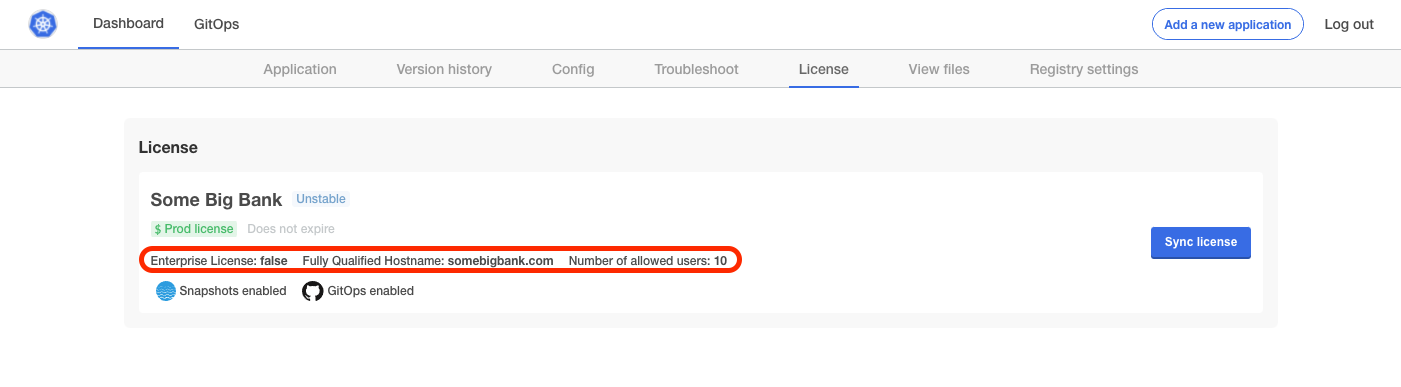 Dashboard GitOps Add a new application Log out
Application Version history Config Troubleshoot License View files Registry settings
License
Some Big Bank Unstable
$ Prod license Does not expire
Sync license
Enterprise License: false Fully Qualified Hostname: somebigbank.com Number of allowed users: 10
Snapshots enabled GitOps enabled